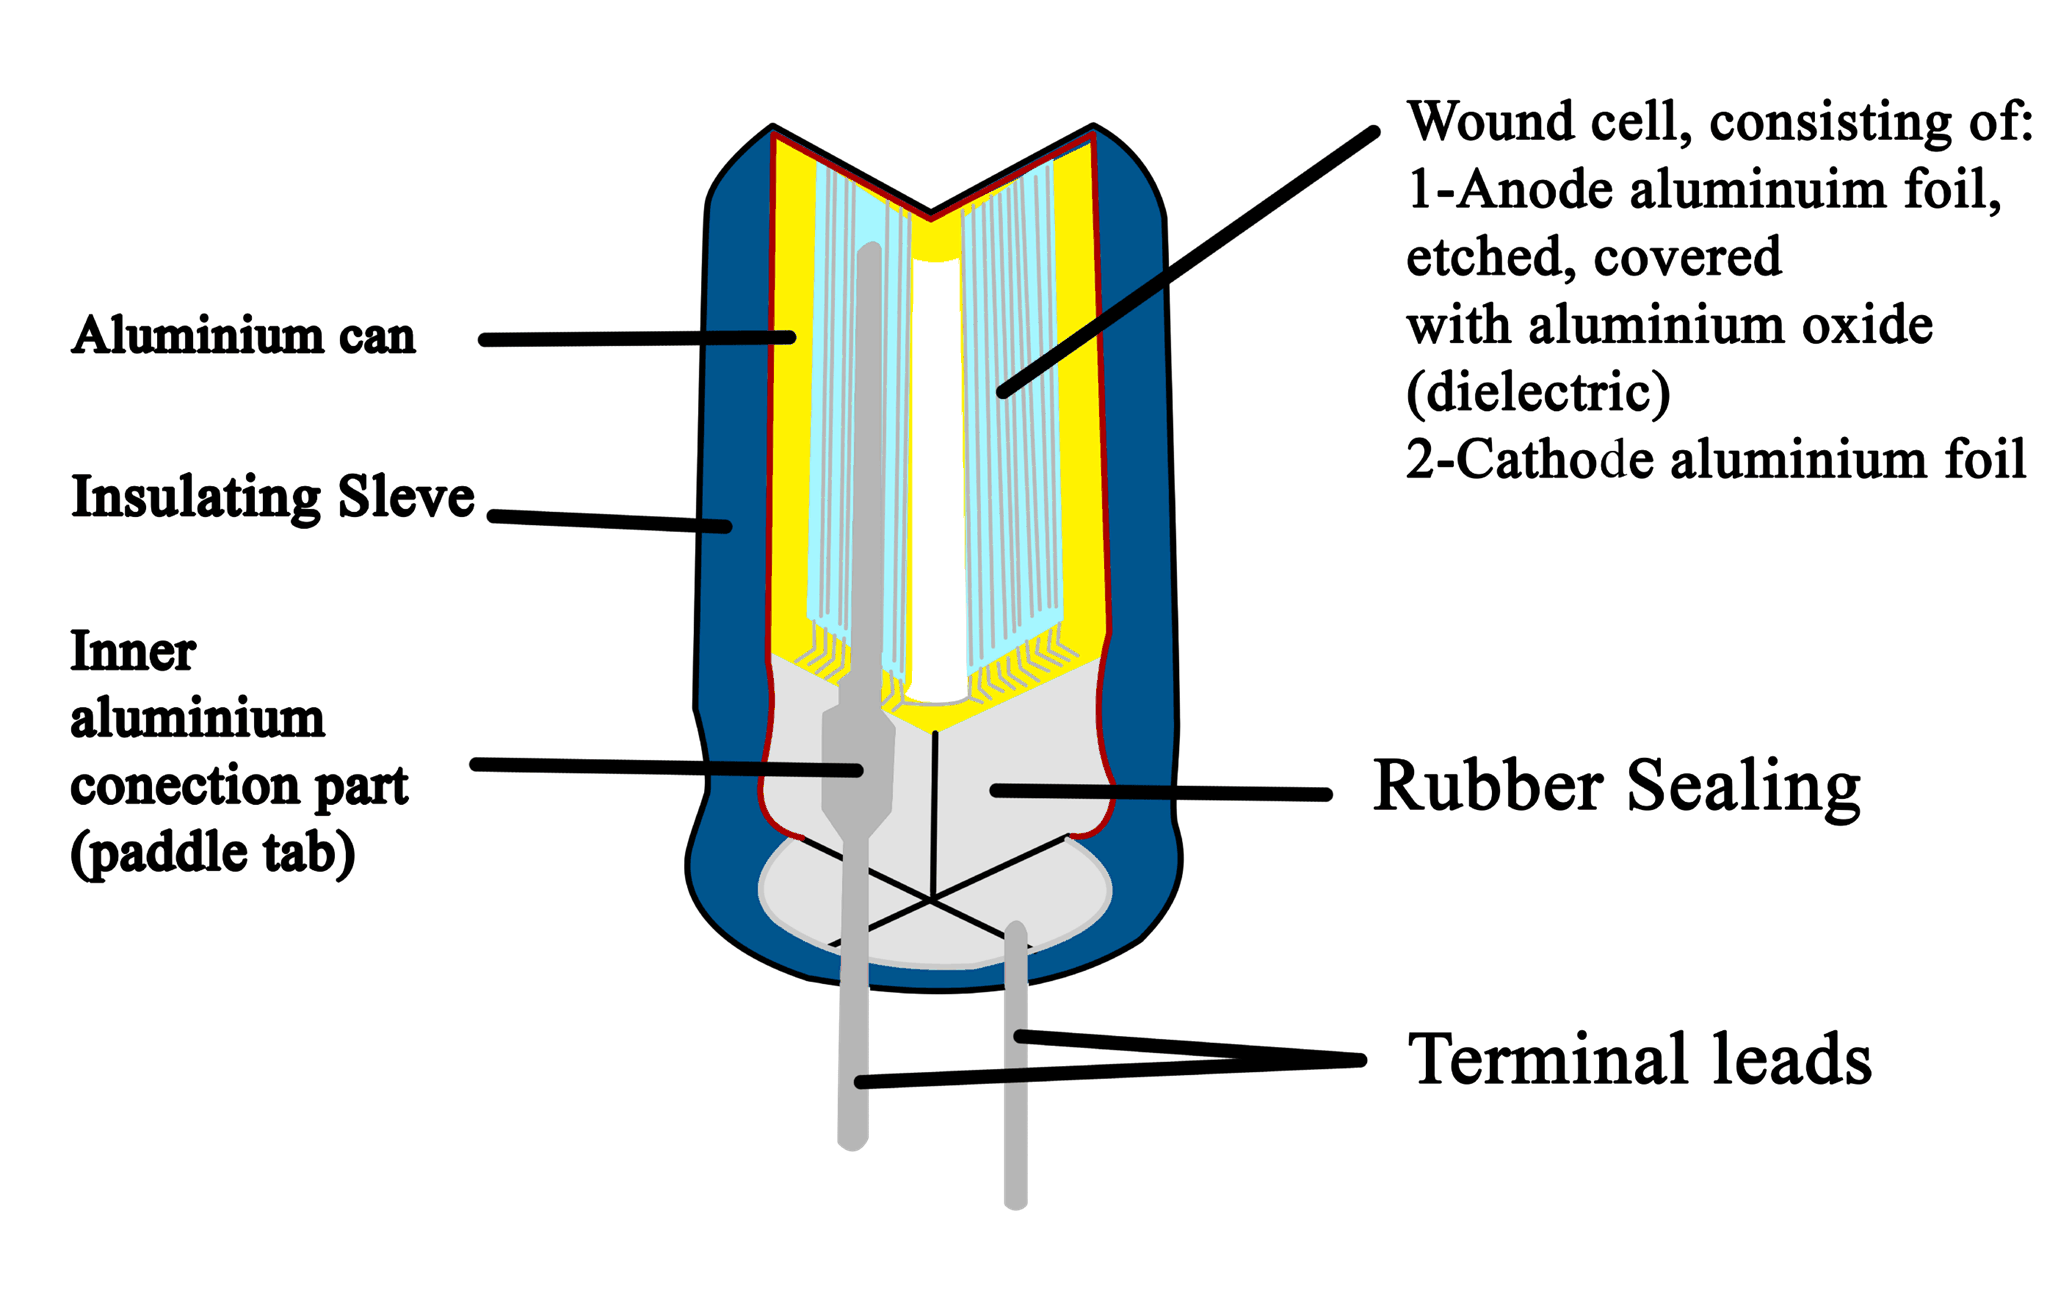 Aluminium can
Insulating Sleve
Inner
aluminium
conection part
(paddle tab)
Wound cell, consisting of:
1-Anode aluminuim foil,
etched, covered
with aluminium oxide
(dielectric)
2-Cathode aluminium foil
Rubber Sealing
Terminal leads